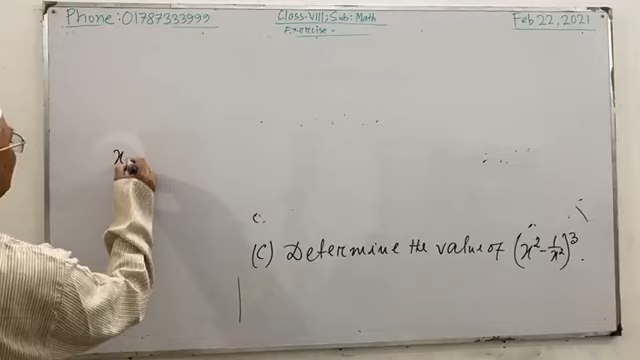 Phone: 01787333999
Class-VIII; Sub: Math
Exercise-
Feb 22, 2021
x
(C) Determine the value of (x² - 1/x²)³.